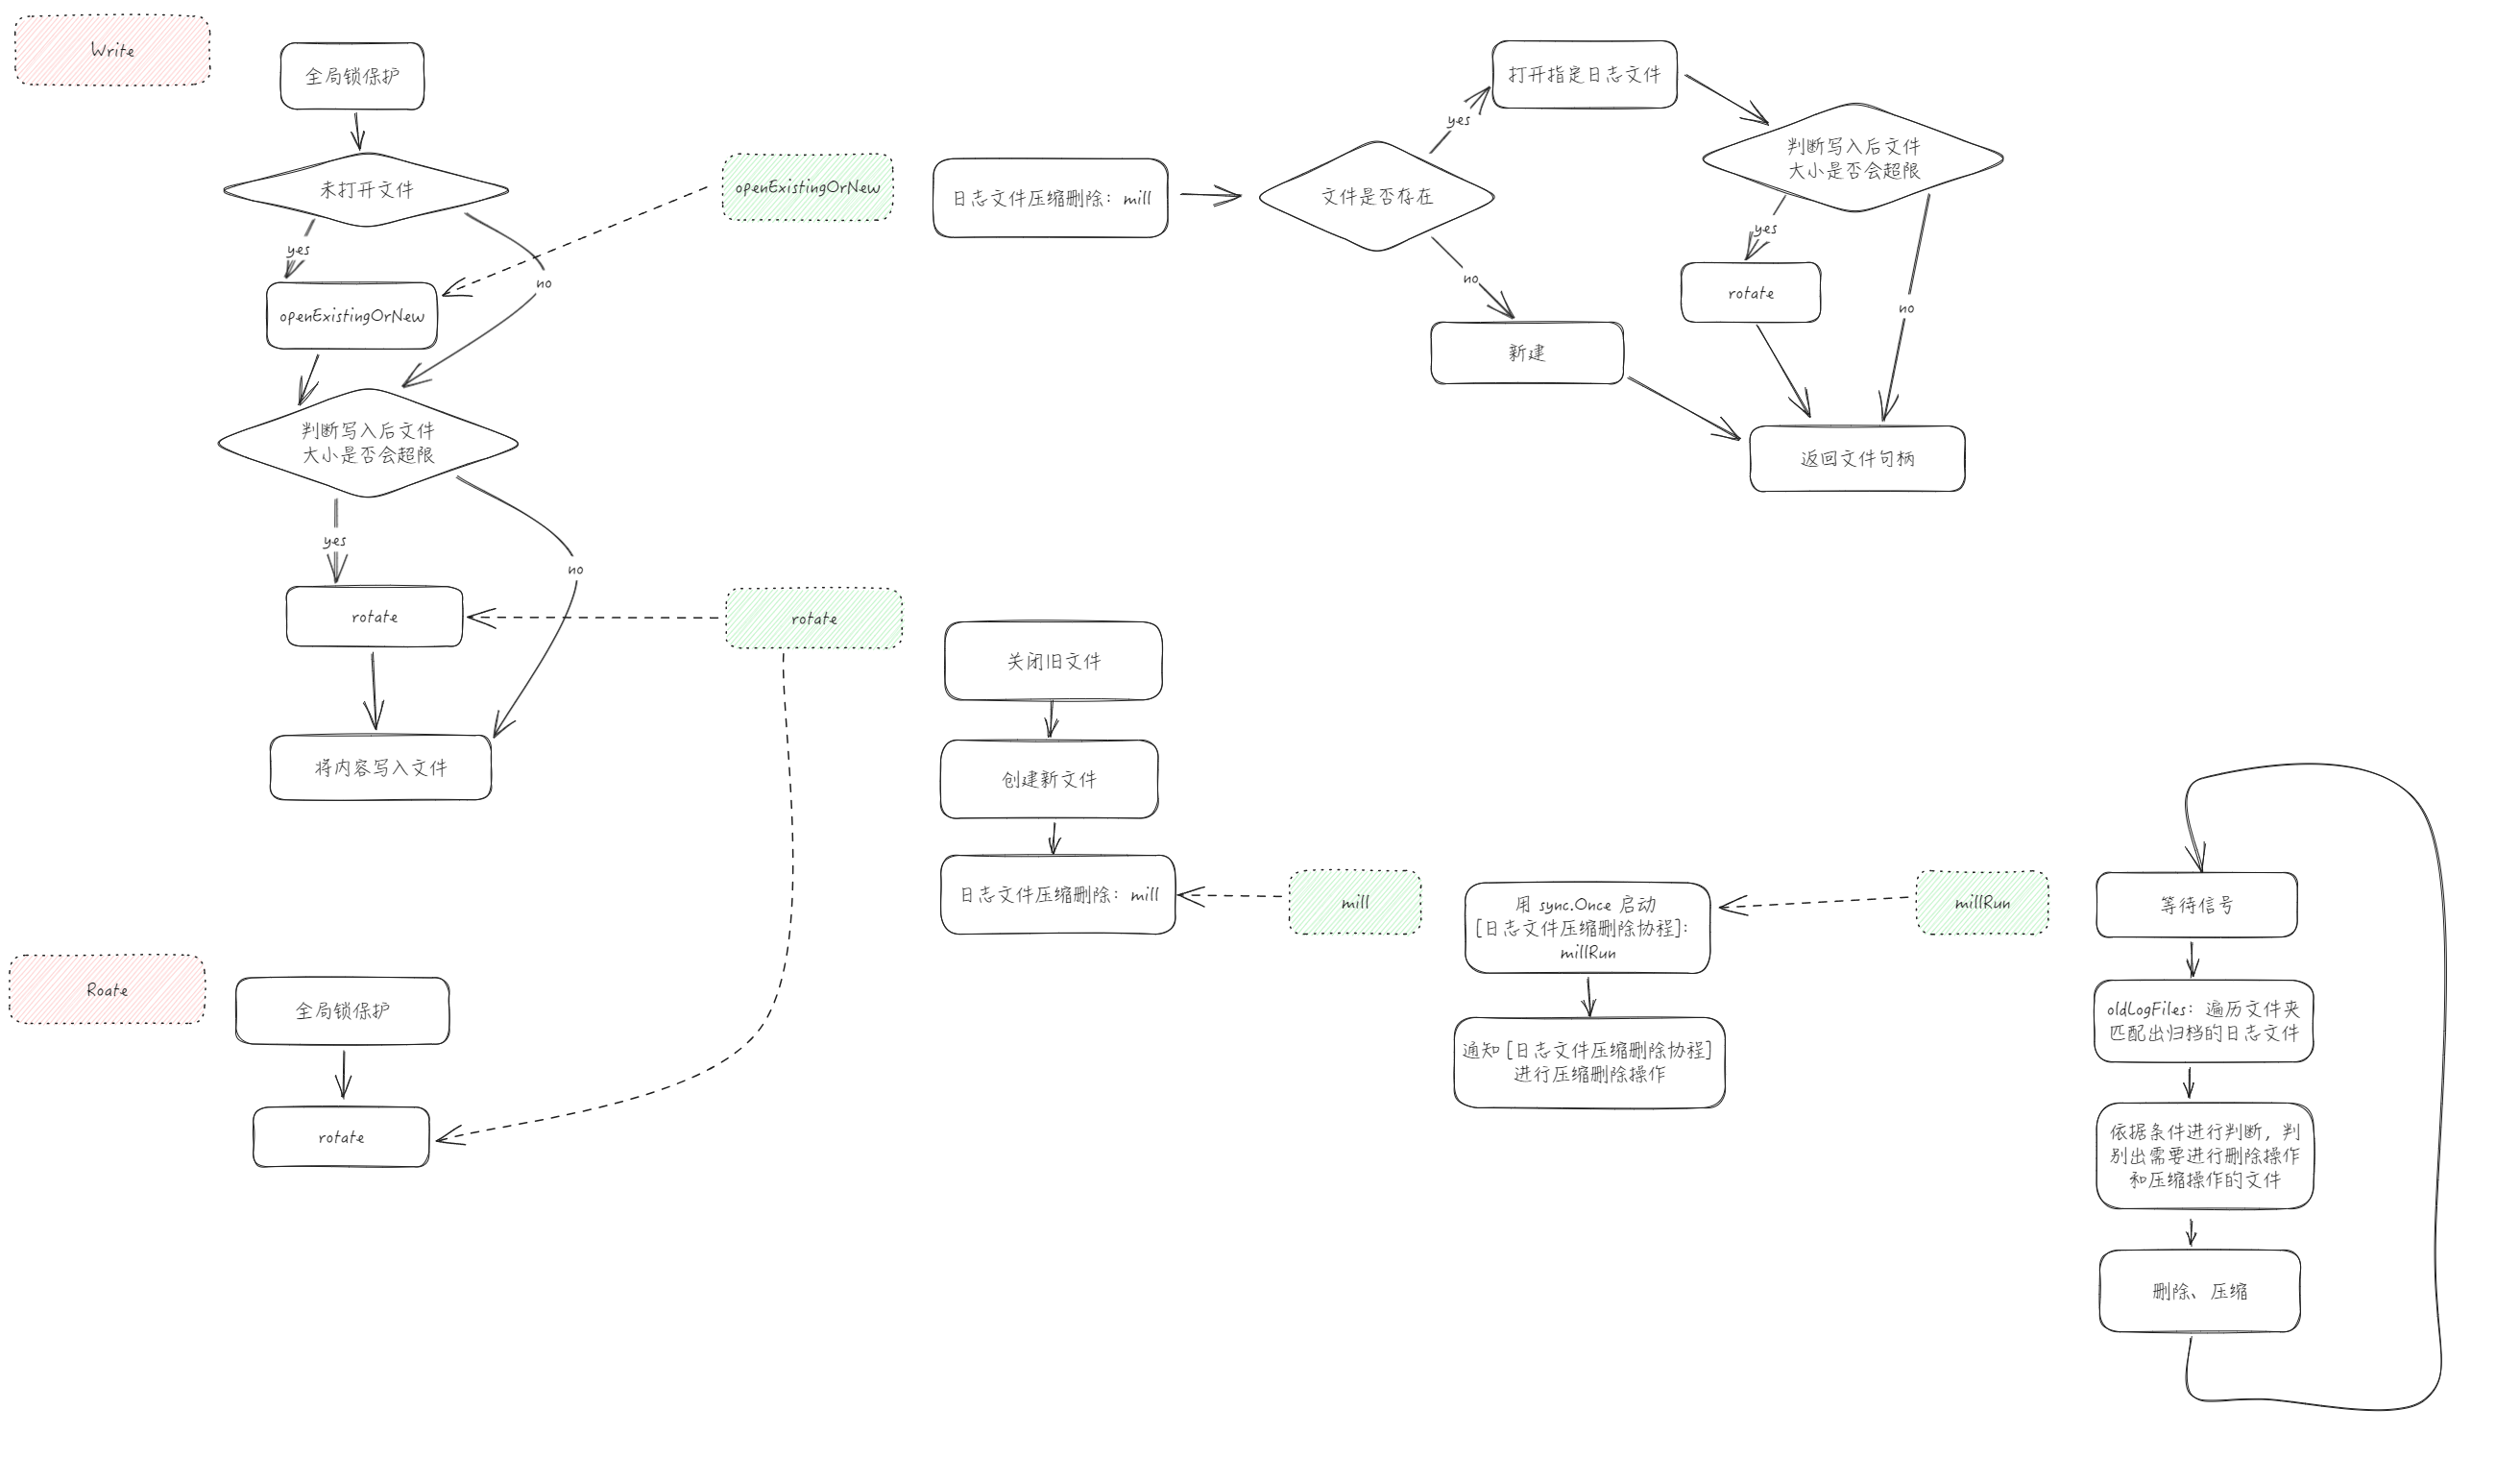 Write
全局锁保护
未打开文件
yes
no
openExistingOrNew
判断写入后文件
大小是否会超限
yes
no
rotate
将内容写入文件
openExistingOrNew
日志文件压缩删除：mill
文件是否存在
yes
no
打开指定日志文件
判断写入后文件
大小是否会超限
yes
no
rotate
新建
返回文件句柄
rotate
关闭旧文件
创建新文件
日志文件压缩删除：mill
mill
用 sync.Once 启动
[日志文件压缩删除协程]：
millRun
通知 [日志文件压缩删除协程]
进行压缩删除操作
millRun
等待信号
oldLogFiles：遍历文件夹
匹配出归档的日志文件
依据条件进行判断，判
别出需要进行删除操作
和压缩操作的文件
删除、压缩
Roate
全局锁保护
rotate